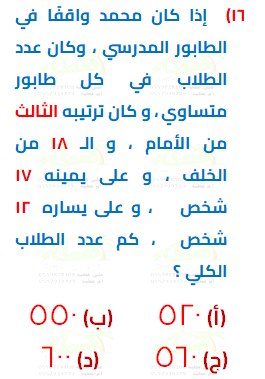 ١٦) إذا كان محمد واقفًا في
الطابور المدرسي ، وكان عدد
الطلاب في كل طابور
متساوي ، و كان ترتيبه الثالث
من الأمام ، و الـ ١٨ من
الخلف ، و على يمينه ١٧
شخص ، و على يساره ١٢
شخص ، كم عدد الطلاب
الكلي ؟
(أ) ٥٢٠ (ب) ٥٥٠
(ج) ٥٦٠ (د) ٦٠٠